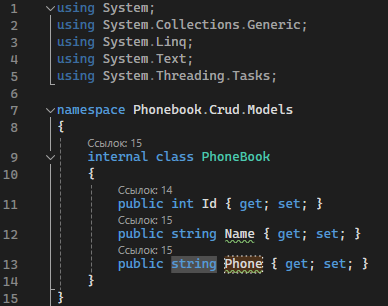 1 using System;
2 using System.Collections.Generic;
3 using System.Linq;
4 using System.Text;
5 using System.Threading.Tasks;
6
7 namespace Phonebook.Crud.Models
8 {
Ссылок: 15
9 internal class PhoneBook
10 {
Ссылок: 14
11 public int Id { get; set; }
Ссылок: 15
12 public string Name { get; set; }
Ссылок: 15
13 public string Phone { get; set; }
14 }
15 }